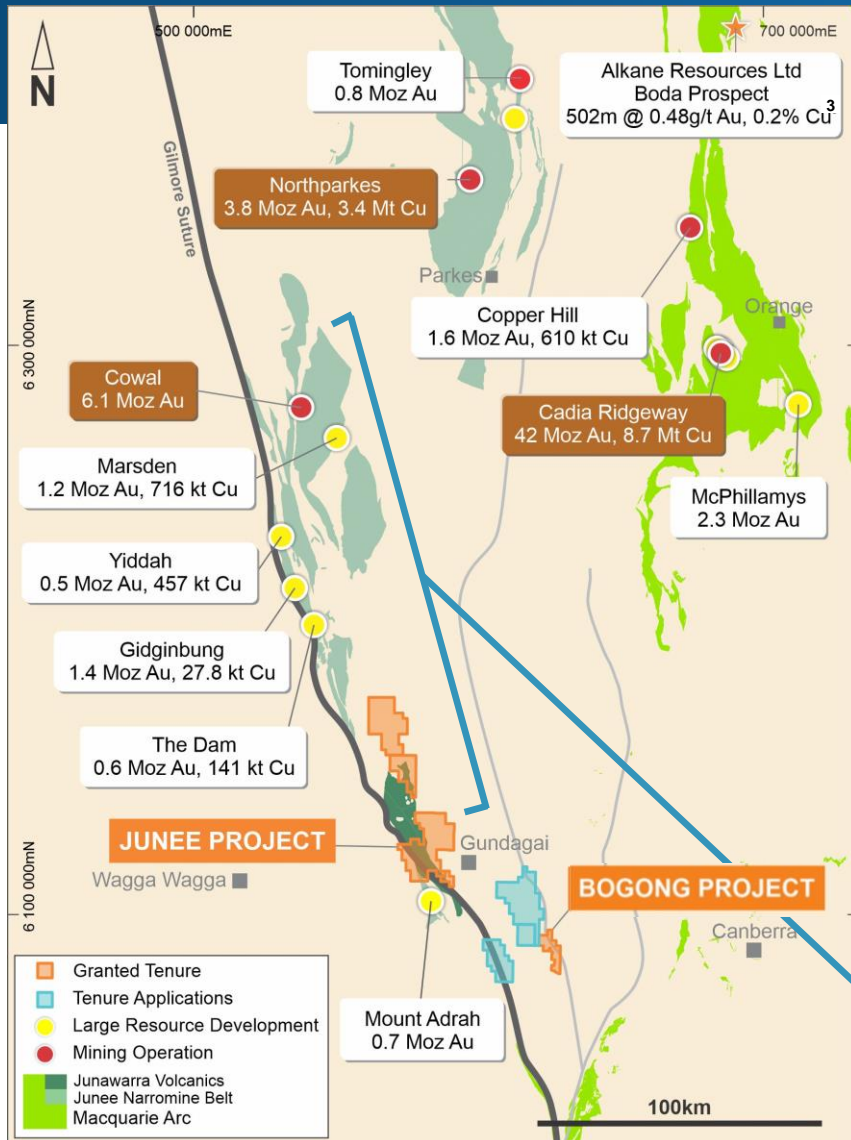 500 000mE
700 000mE
N
Tomingley
0.8 Moz Au
Alkane Resources Ltd
Boda Prospect
502m @ 0.48g/t Au, 0.2% Cu3
Gilmore Suture
Northparkes
3.8 Moz Au, 3.4 Mt Cu
Parkes
Copper Hill
1.6 Moz Au, 610 kt Cu
Orange
6 300 000mN
Cowal
6.1 Moz Au
Cadia Ridgeway
42 Moz Au, 8.7 Mt Cu
Marsden
1.2 Moz Au, 716 kt Cu
McPhillamys
2.3 Moz Au
Yiddah
0.5 Moz Au, 457 kt Cu
Gidginbung
1.4 Moz Au, 27.8 kt Cu
The Dam
0.6 Moz Au, 141 kt Cu
JUNEE PROJECT
Gundagai
Wagga Wagga
BOGONG PROJECT
6 100 000mN
Canberra
Granted Tenure
Tenure Applications
Large Resource Development
Mining Operation
Junawarra Volcanics
Junee Narromine Belt
Macquarie Arc
Mount Adrah
0.7 Moz Au
100km